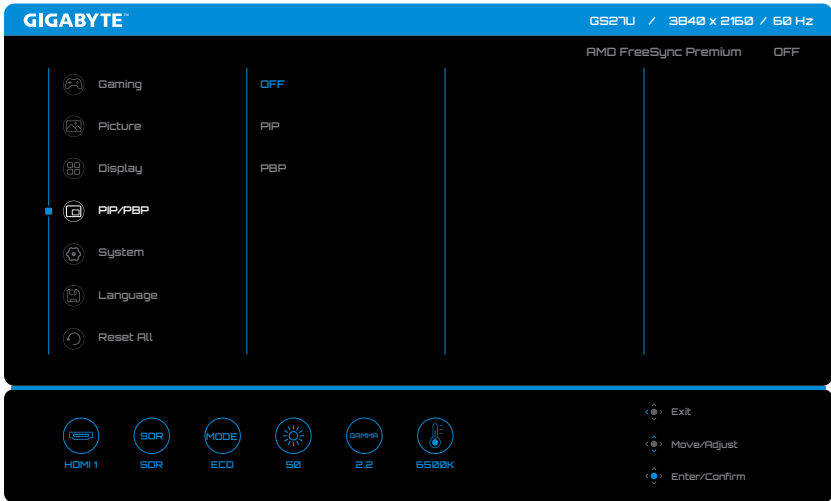 GIGABYTE™
GS27U / 3840 x 2160 / 60 Hz
AMD FreeSync Premium OFF
Gaming
OFF
Picture
PIP
Display
PBP
PIP/PBP
System
Language
Reset All
SDR
MODE
GAMMA
HDMI 1
SDR
ECO
50
2.2
6500K
Exit
Move/Adjust
Enter/Confirm